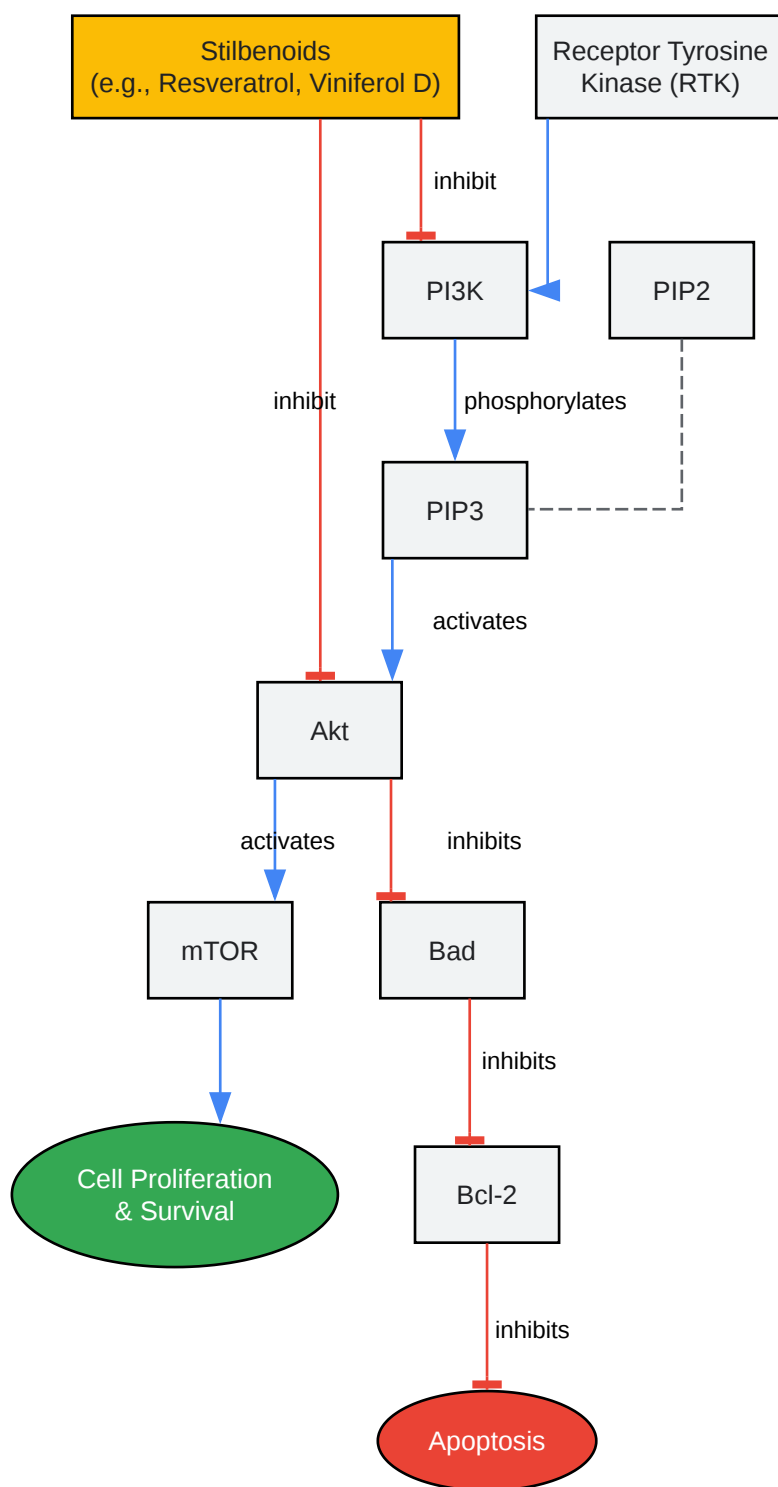 Stilbenoids
(e.g., Resveratrol, Viniferol D)
Receptor Tyrosine
Kinase (RTK)
inhibit
PI3K
PIP2
inhibit
phosphorylates
PIP3
activates
Akt
activates
inhibits
mTOR
Bad
inhibits
Cell Proliferation
& Survival
Bcl-2
inhibits
Apoptosis